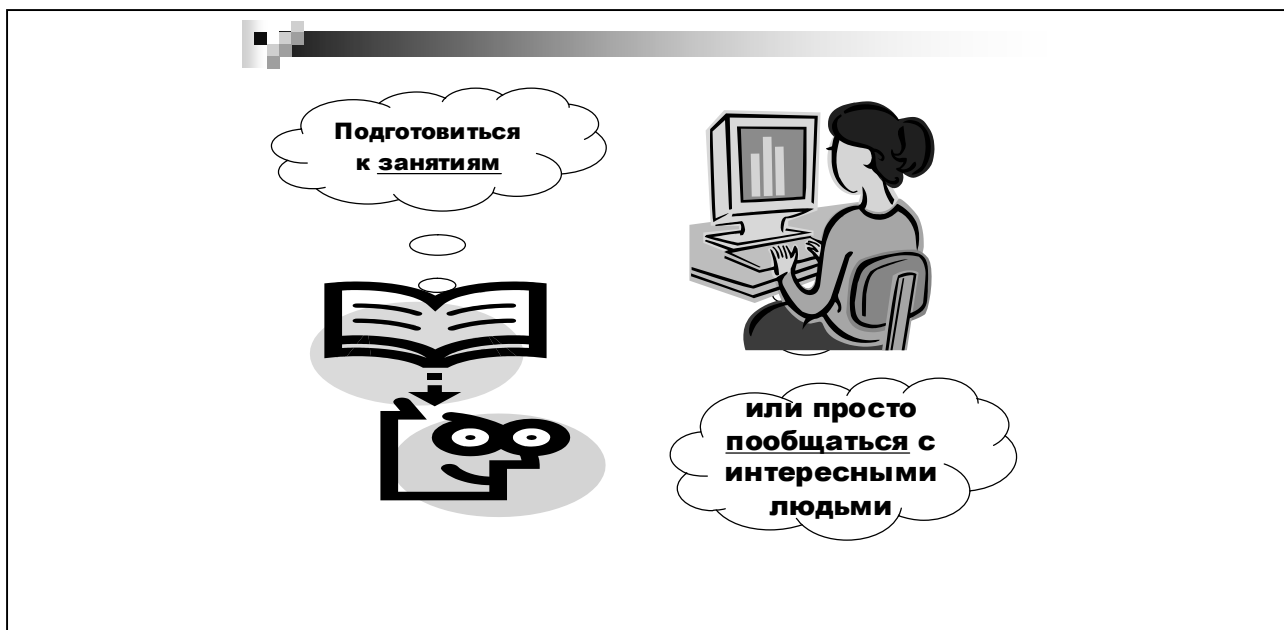 Подготовиться
к занятиям
или просто
пообщаться с
интересными
людьми